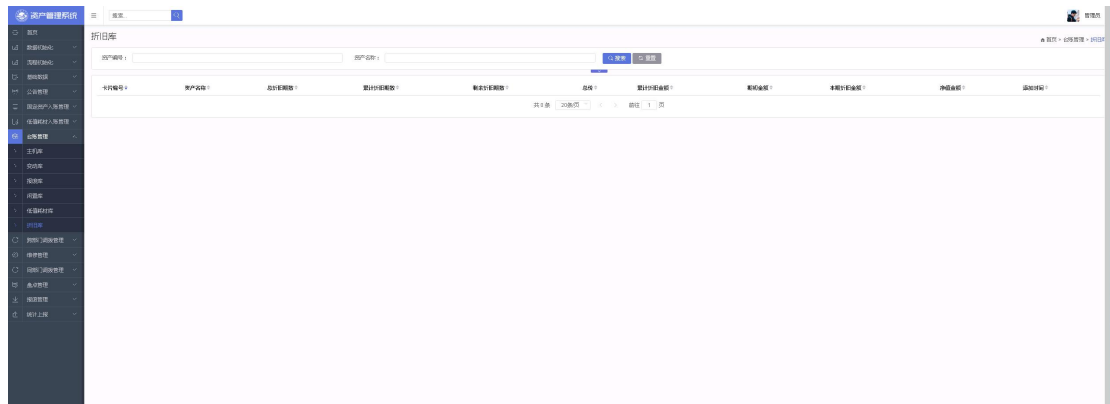 资产管理系统
搜索...
管理员
首页
折旧库
首页 > 台账管理 > 折旧库
数据初始化
资产编号：
资产名称：
搜索
重置
流程初始化
基础数据
公告管理
卡片编号
资产名称
总折旧期数
累计折旧期数
剩余折旧期数
总价
累计折旧金额
期初金额
本期折旧金额
净值金额
添加时间
固定资产入账管理
共 0 条
20条/页
前往 1 页
低值耗材入账管理
台账管理
主机库
变动库
报废库
闲置库
低值耗材库
折旧库
跨部门调拨管理
维修管理
同部门调拨管理
盘点管理
报废管理
统计上报